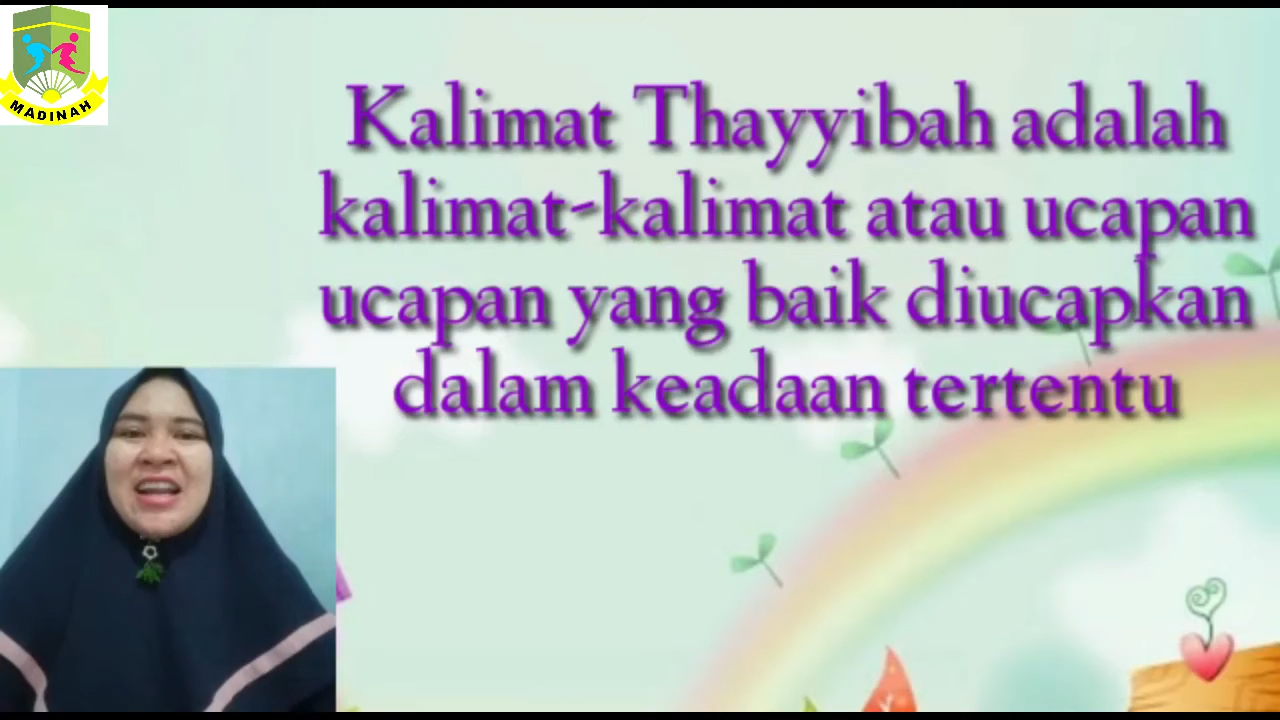 MADINAH
Kalimat Thayyibah adalah
kalimat-kalimat atau ucapan
ucapan yang baik diucapkan
dalam keadaan tertentu